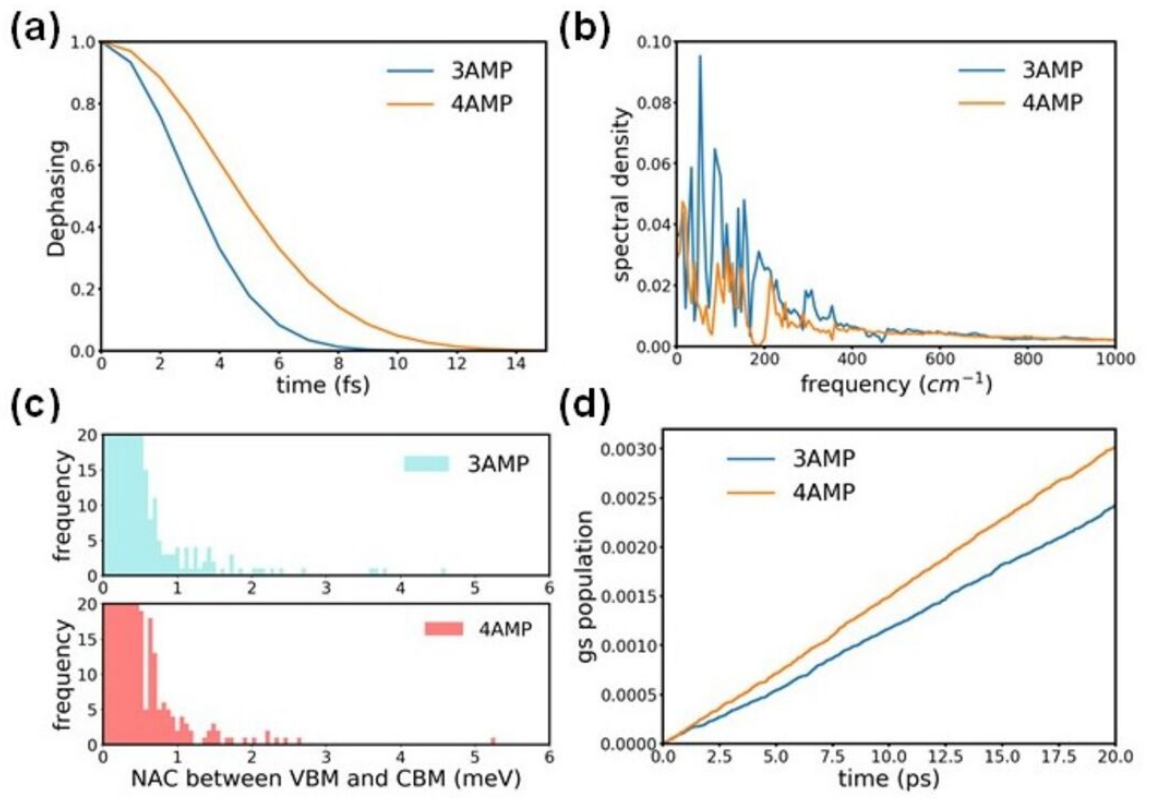 (a)
1.0
0.8
0.6
0.4
0.2
0.0
Dephasing
3AMP
4AMP
2 4 6 8 10 12 14
time (fs)
(b)
0.10
0.08
0.06
0.04
0.02
0.00
spectral density
3AMP
4AMP
0 200 400 600 800 1000
frequency (cm⁻¹)
(c)
20
15
10
5
0
frequency
3AMP
0 1 2 3 4 5 6
20
15
10
5
0
frequency
4AMP
0 1 2 3 4 5 6
NAC between VBM and CBM (meV)
(d)
0.0030
0.0025
0.0020
0.0015
0.0010
0.0005
0.0000
gs population
3AMP
4AMP
0.0 2.5 5.0 7.5 10.0 12.5 15.0 17.5 20.0
time (ps)